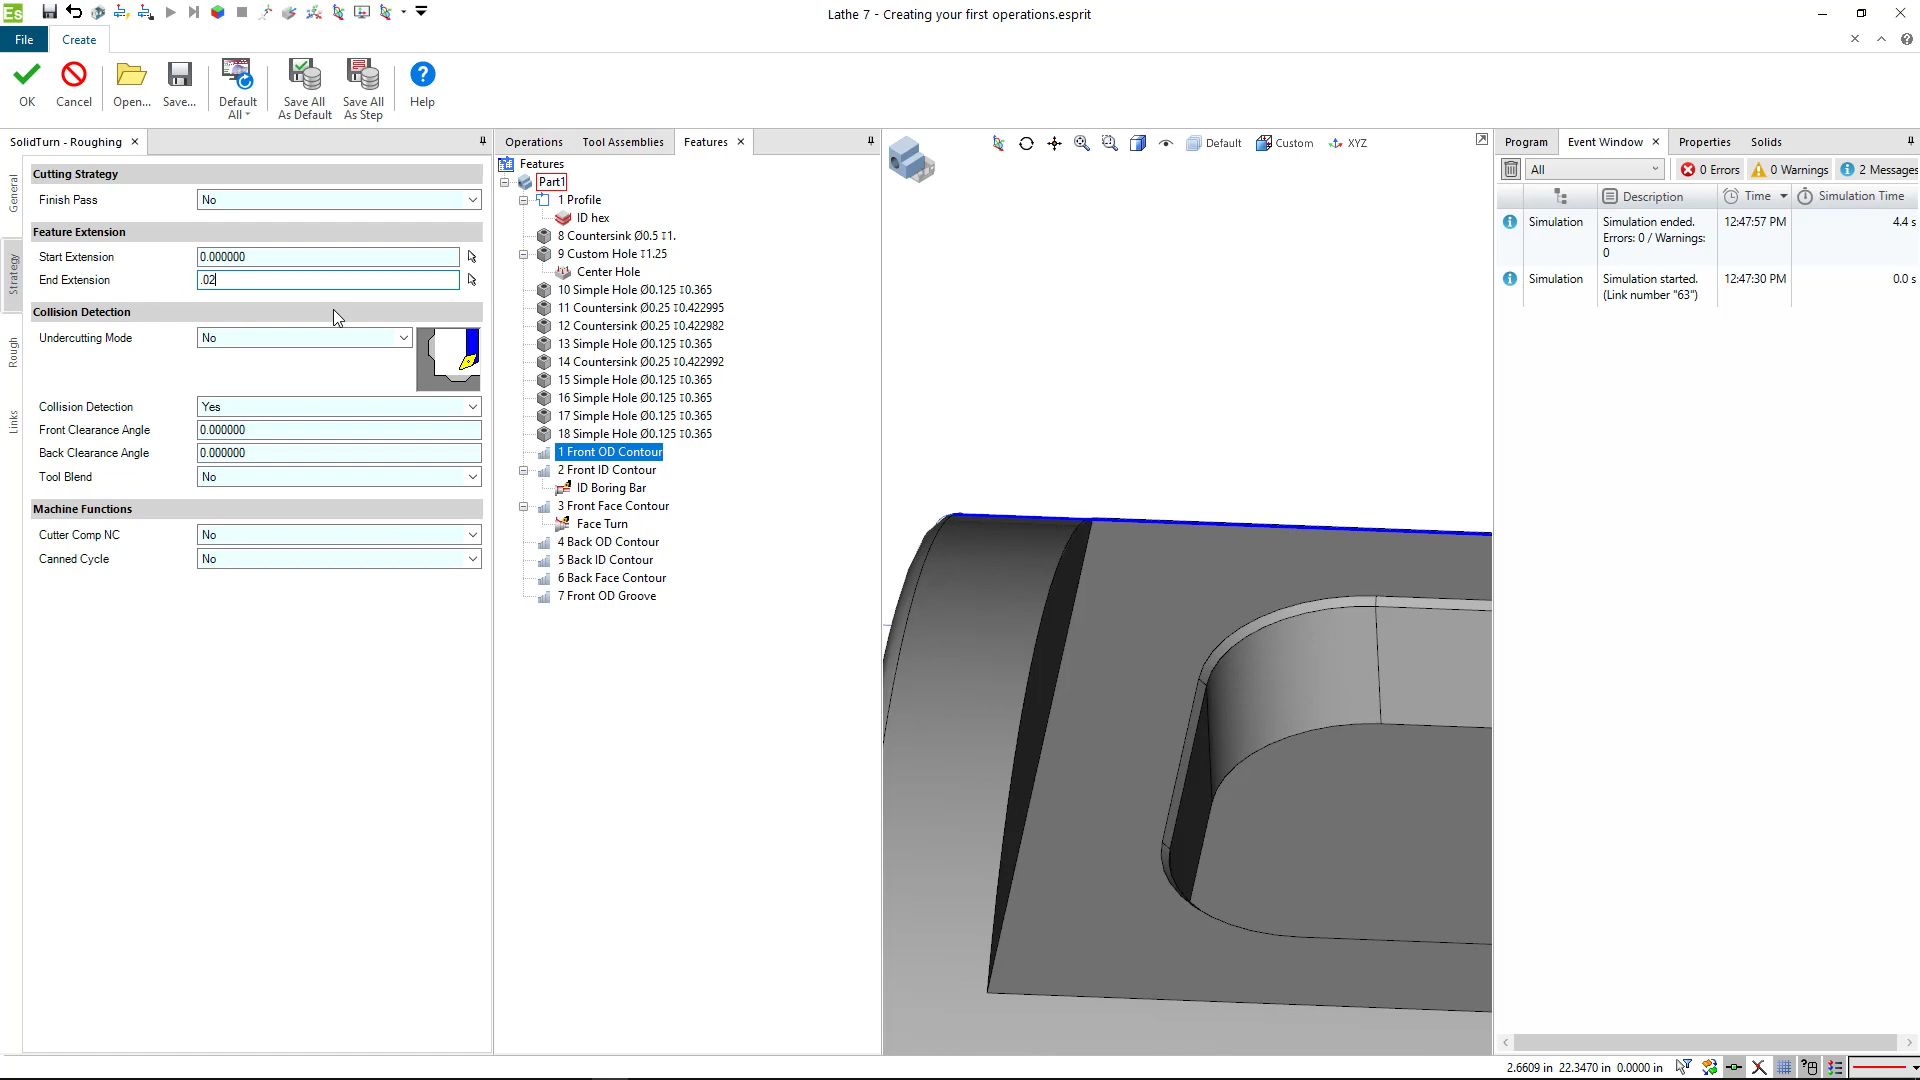 Es
Lathe 7 - Creating your first operations.esprit
File
Create
OK
Cancel
Open...
Save...
Default All
Save All As Default
Save All As Step
Help
SolidTurn - Roughing
General
Strategy
Rough
Links
Cutting Strategy
Finish Pass No
Feature Extension
Start Extension 0.000000
End Extension .02
Collision Detection
Undercutting Mode No
Collision Detection Yes
Front Clearance Angle 0.000000
Back Clearance Angle 0.000000
Tool Blend No
Machine Functions
Cutter Comp NC No
Canned Cycle No
Operations Tool Assemblies Features
Features
Part1
1 Profile
ID hex
8 Countersink Ø0.5 ↧1.
9 Custom Hole ↧1.25
Center Hole
10 Simple Hole Ø0.125 ↧0.365
11 Countersink Ø0.25 ↧0.422995
12 Countersink Ø0.25 ↧0.422982
13 Simple Hole Ø0.125 ↧0.365
14 Countersink Ø0.25 ↧0.422992
15 Simple Hole Ø0.125 ↧0.365
16 Simple Hole Ø0.125 ↧0.365
17 Simple Hole Ø0.125 ↧0.365
18 Simple Hole Ø0.125 ↧0.365
1 Front OD Contour
2 Front ID Contour
ID Boring Bar
3 Front Face Contour
Face Turn
4 Back OD Contour
5 Back ID Contour
6 Back Face Contour
7 Front OD Groove
Default Custom XYZ
Program Event Window Properties Solids
All 0 Errors 0 Warnings 2 Messages
Description Time Simulation Time
Simulation Simulation ended. 12:47:57 PM 4.4 s
Errors: 0 / Warnings:
0
Simulation Simulation started. 12:47:30 PM 0.0 s
(Link number "63")
2.6609 in 22.3470 in 0.0000 in